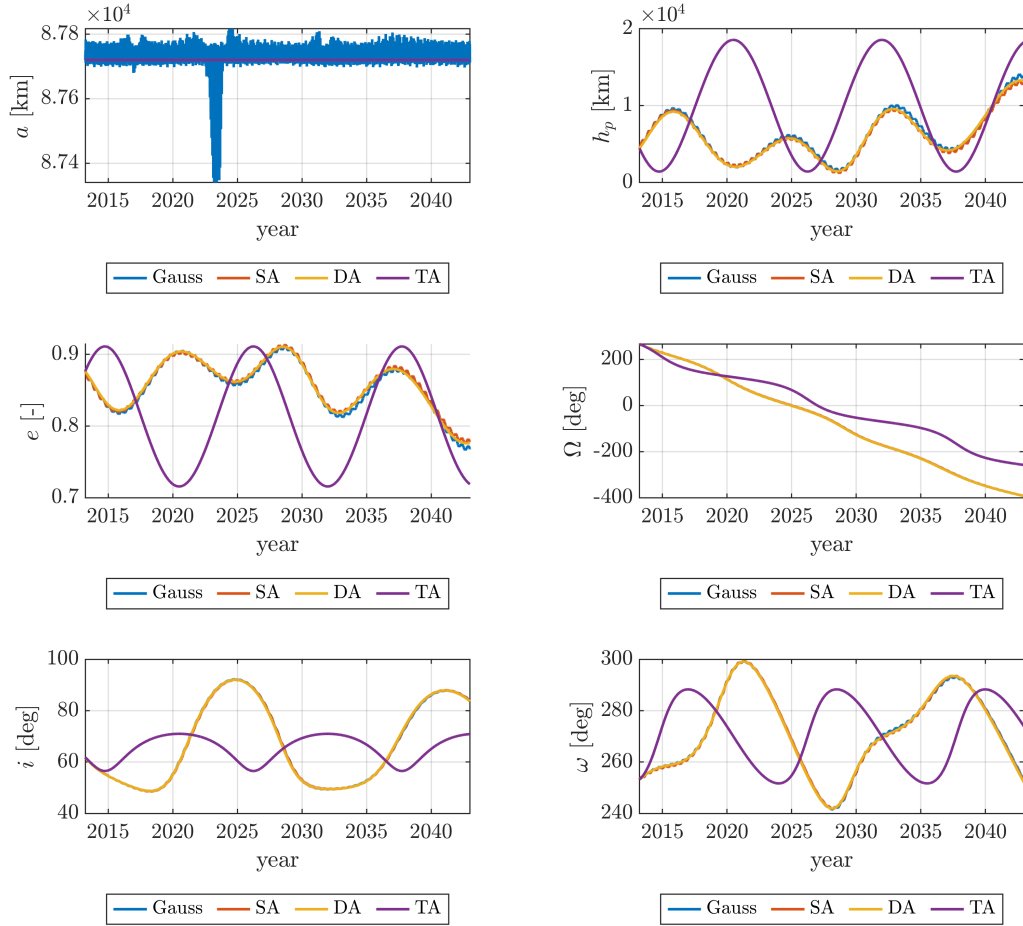 ×10⁴
8.78
8.76
8.74
a [km]
2015 2020 2025 2030 2035 2040
year
Gauss SA DA TA
×10⁴
2
1
0
hₚ [km]
2015 2020 2025 2030 2035 2040
year
Gauss SA DA TA
0.9
0.8
0.7
e [-]
2015 2020 2025 2030 2035 2040
year
Gauss SA DA TA
200
0
-200
-400
Ω [deg]
2015 2020 2025 2030 2035 2040
year
Gauss SA DA TA
100
80
60
40
i [deg]
2015 2020 2025 2030 2035 2040
year
Gauss SA DA TA
300
280
260
240
ω [deg]
2015 2020 2025 2030 2035 2040
year
Gauss SA DA TA